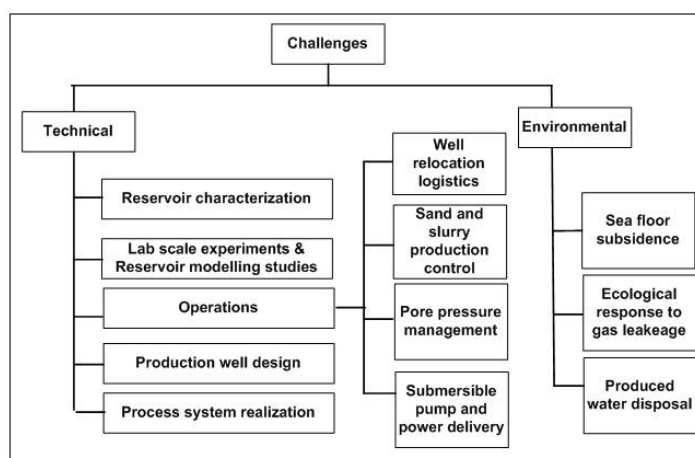 Challenges
Technical
Reservoir characterization
Lab scale experiments &
Reservoir modelling studies
Operations
Production well design
Process system realization
Well
relocation
logistics
Sand and
slurry
production
control
Pore pressure
management
Submersible
pump and
power delivery
Environmental
Sea floor
subsidence
Ecological
response to
gas leakeage
Produced
water disposal